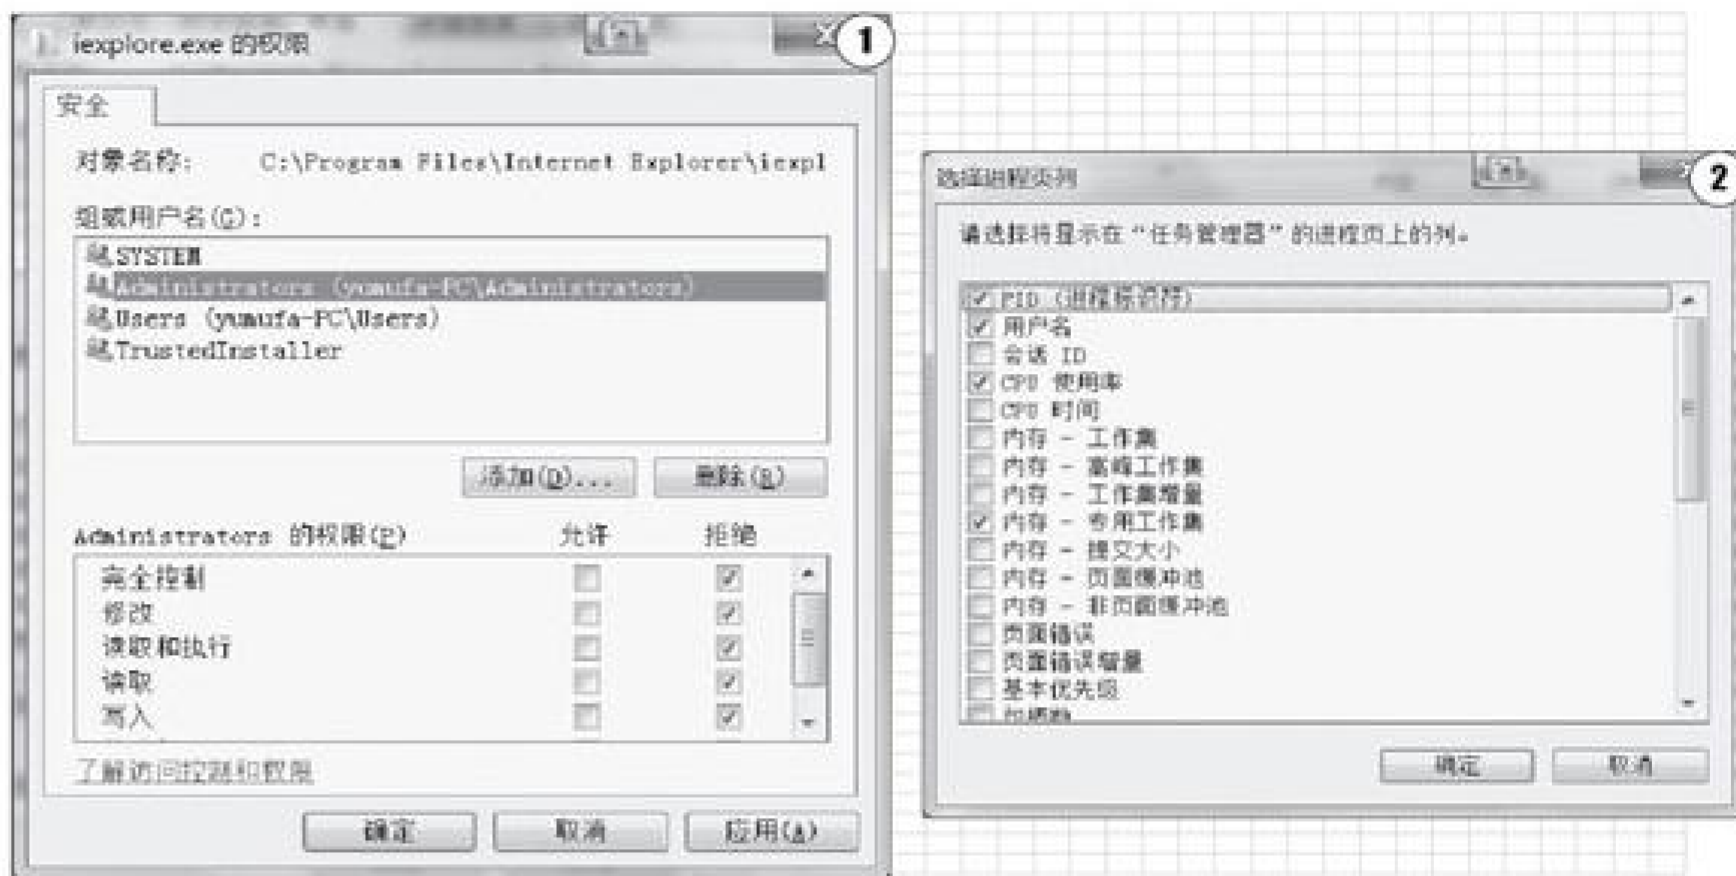 iexplore.exe 的权限
1
安全
对象名称: C:\Program Files\Internet Explorer\iexpl
组或用户名(G):
SYSTEM
Administrators (yumufa-PC\Administrators)
Users (yumufa-PC\Users)
TrustedInstaller
添加(D)... 删除(R)
Administrators 的权限(P) 允许 拒绝
完全控制
修改
读取和执行
读取
写入
了解访问控制和权限
确定 取消 应用(A)
选择进程页列
2
请选择将显示在“任务管理器”的进程页上的列。
PID (进程标识符)
用户名
会话 ID
CPU 使用率
CPU 时间
内存 - 工作集
内存 - 高峰工作集
内存 - 工作集增量
内存 - 专用工作集
内存 - 提交大小
内存 - 页面缓冲池
内存 - 非页面缓冲池
页面错误
页面错误增量
基本优先级
确定 取消